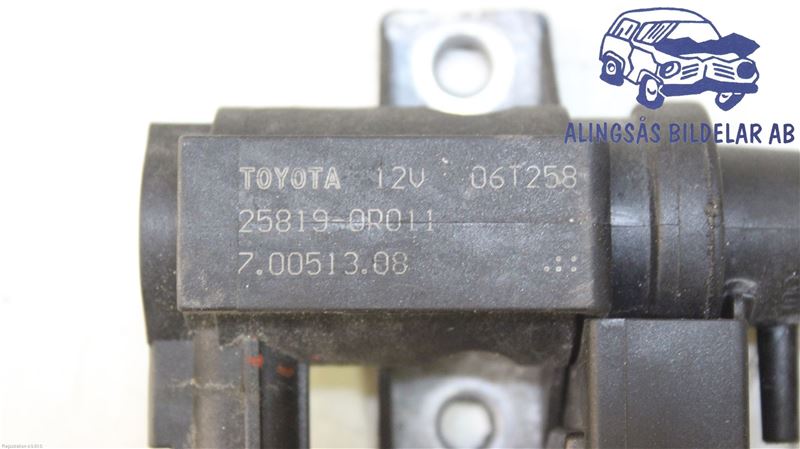 ALINGSÅS BILDELAR AB
TOYOTA 12V 06T258
25819-0R011
7.00513.08